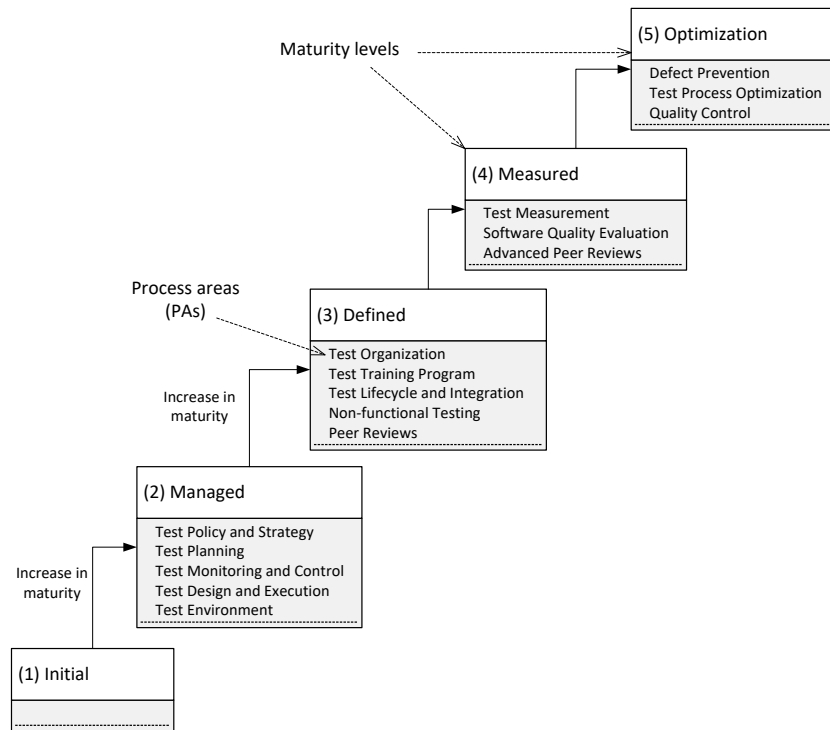 (5) Optimization
Defect Prevention
Test Process Optimization
Quality Control
Maturity levels
(4) Measured
Test Measurement
Software Quality Evaluation
Advanced Peer Reviews
Process areas
(PAs)
(3) Defined
Test Organization
Test Training Program
Test Lifecycle and Integration
Non-functional Testing
Peer Reviews
Increase in
maturity
(2) Managed
Test Policy and Strategy
Test Planning
Test Monitoring and Control
Test Design and Execution
Test Environment
Increase in
maturity
(1) Initial